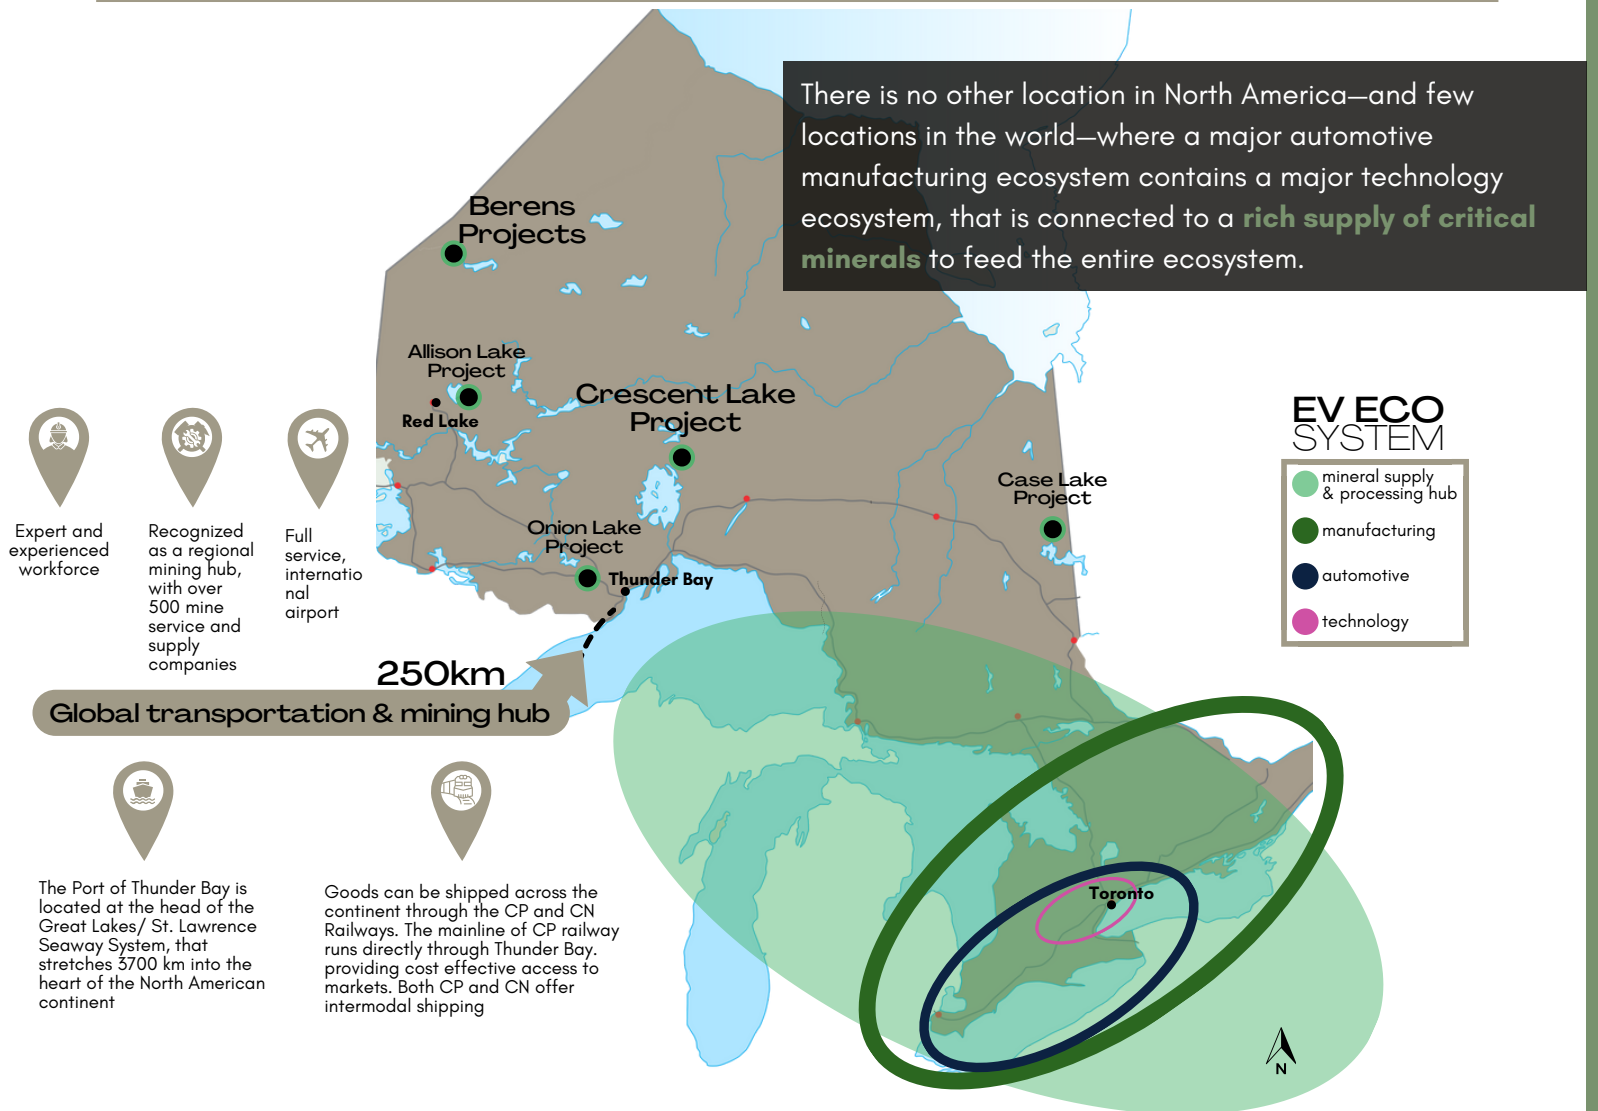 There is no other location in North America—and few
locations in the world—where a major automotive
manufacturing ecosystem contains a major technology
ecosystem, that is connected to a rich supply of critical
minerals to feed the entire ecosystem.
Berens
Projects
Allison Lake
Project
Red Lake
Crescent Lake
Project
Case Lake
Project
Onion Lake
Project
Thunder Bay
EV ECO
SYSTEM
mineral supply
& processing hub
manufacturing
automotive
technology
Expert and
experienced
workforce
Recognized
as a regional
mining hub,
with over
500 mine
service and
supply
companies
Full
service,
internatio
nal
airport
250km
Global transportation & mining hub
The Port of Thunder Bay is
located at the head of the
Great Lakes/ St. Lawrence
Seaway System, that
stretches 3700 km into the
heart of the North American
continent
Goods can be shipped across the
continent through the CP and CN
Railways. The mainline of CP railway
runs directly through Thunder Bay.
providing cost effective access to
markets. Both CP and CN offer
intermodal shipping
Toronto
N